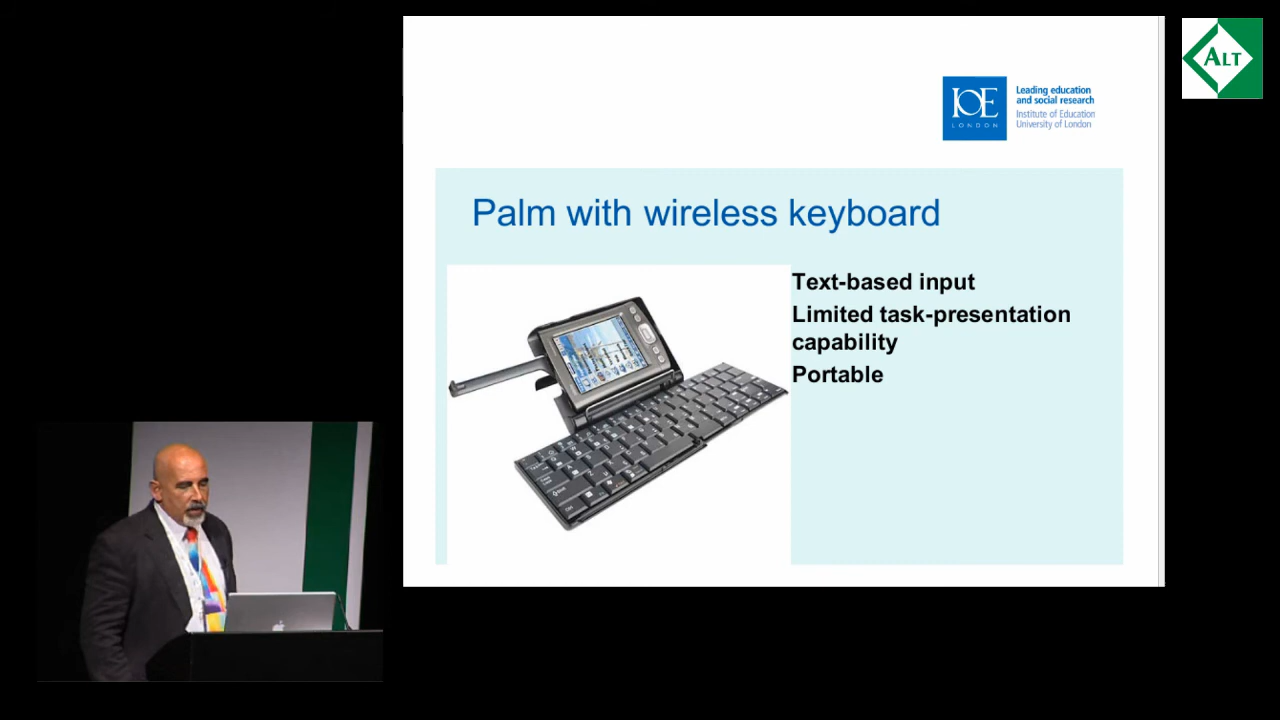 ALT
IOE
LONDON
Leading education
and social research
Institute of Education
University of London
Palm with wireless keyboard
Text-based input
Limited task-presentation
capability
Portable